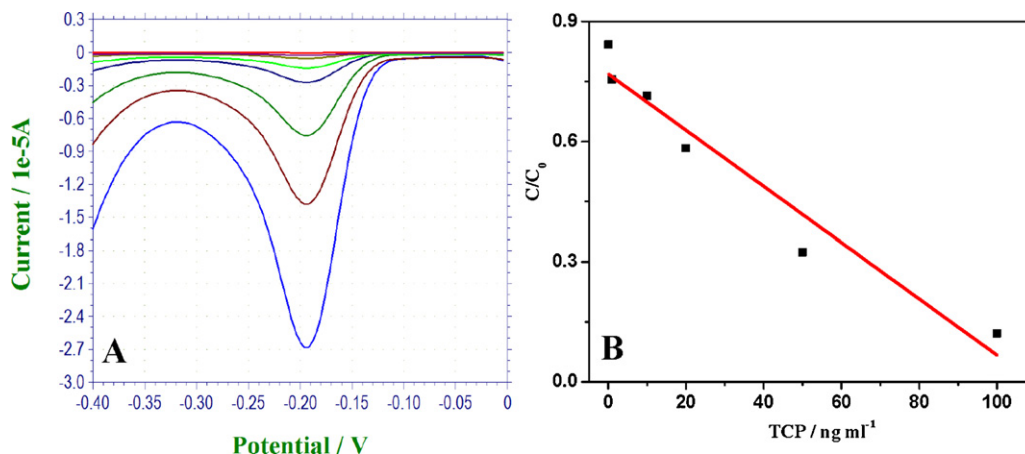 0.3
0
-0.3
-0.6
-0.9
-1.2
-1.5
-1.8
-2.1
-2.4
-2.7
-3.0
Current / 1e-5A
A
-0.40 -0.35 -0.30 -0.25 -0.20 -0.15 -0.10 -0.05 0
Potential / V
0.9
0.6
0.3
0.0
C/C₀
B
0 20 40 60 80 100
TCP / ng ml⁻¹